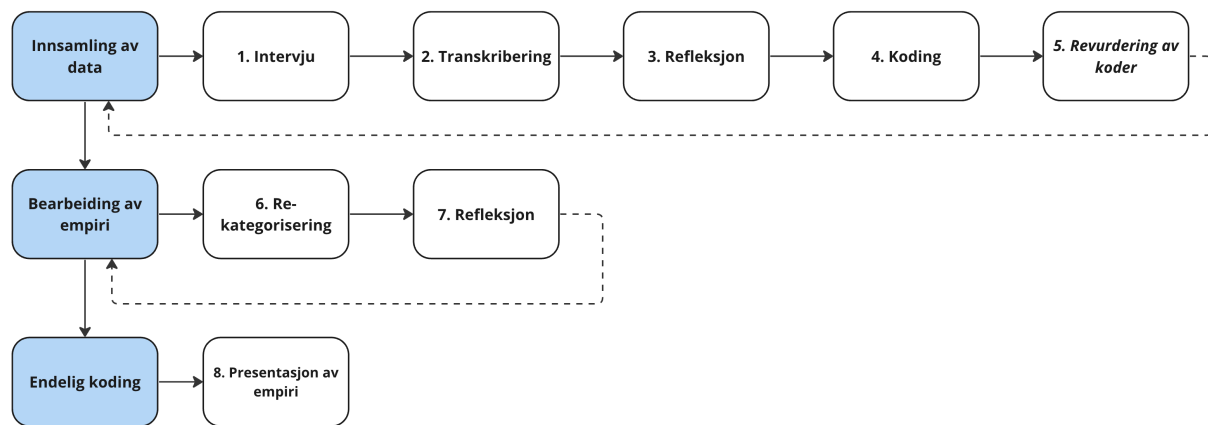 Innsamling av
data
1. Intervju
2. Transkribering
3. Refleksjon
4. Koding
5. Revurdering av
koder
Bearbeiding av
empiri
6. Re-
kategorisering
7. Refleksjon
Endelig koding
8. Presentasjon av
empiri